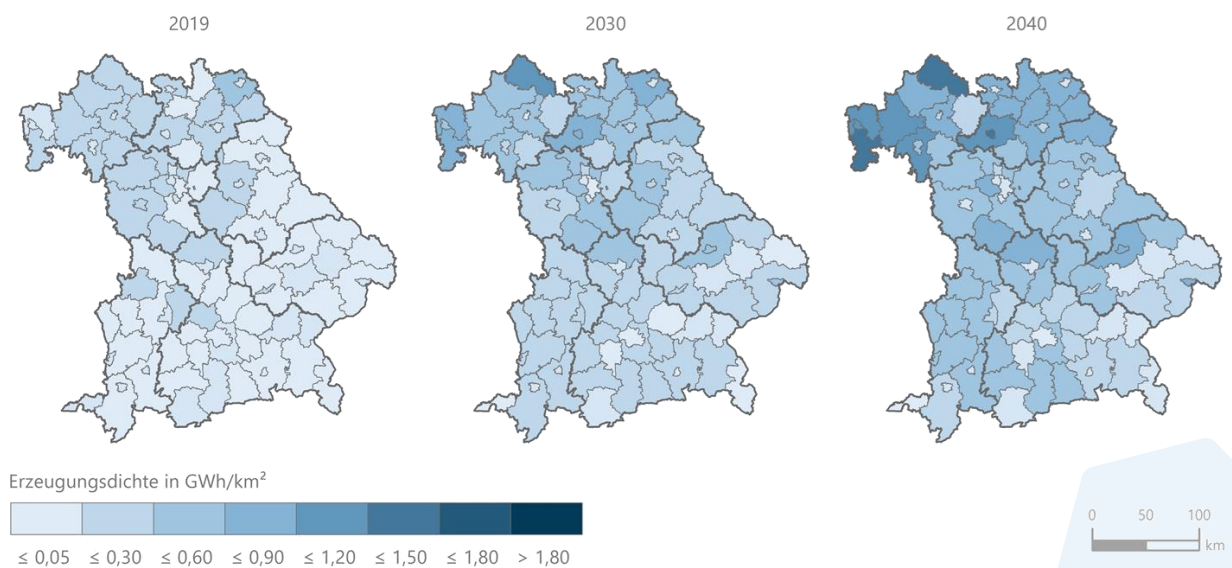 2019 2030 2040
Erzeugungsdichte in GWh/km²
≤ 0,05 ≤ 0,30 ≤ 0,60 ≤ 0,90 ≤ 1,20 ≤ 1,50 ≤ 1,80 > 1,80
0 50 100
km